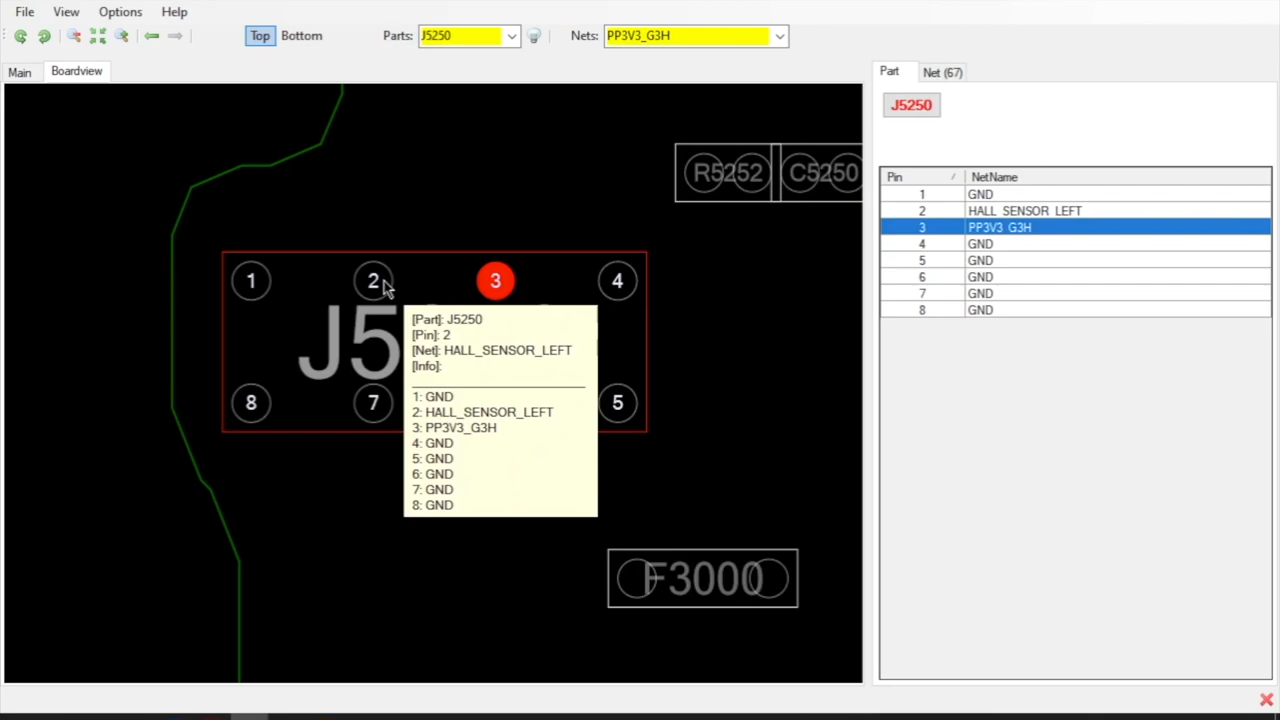 File View Options Help
Top Bottom Parts: J5250 Nets: PP3V3_G3H
Main Boardview
Part Net (67)
J5250
Pin / NetName
1 GND
2 HALL_SENSOR_LEFT
3 PP3V3_G3H
4 GND
5 GND
6 GND
7 GND
8 GND
R5252 C5250
1 2 3 4
J5
8 7 5
[Part]: J5250
[Pin]: 2
[Net]: HALL_SENSOR_LEFT
[Info]:
1: GND
2: HALL_SENSOR_LEFT
3: PP3V3_G3H
4: GND
5: GND
6: GND
7: GND
8: GND
F3000